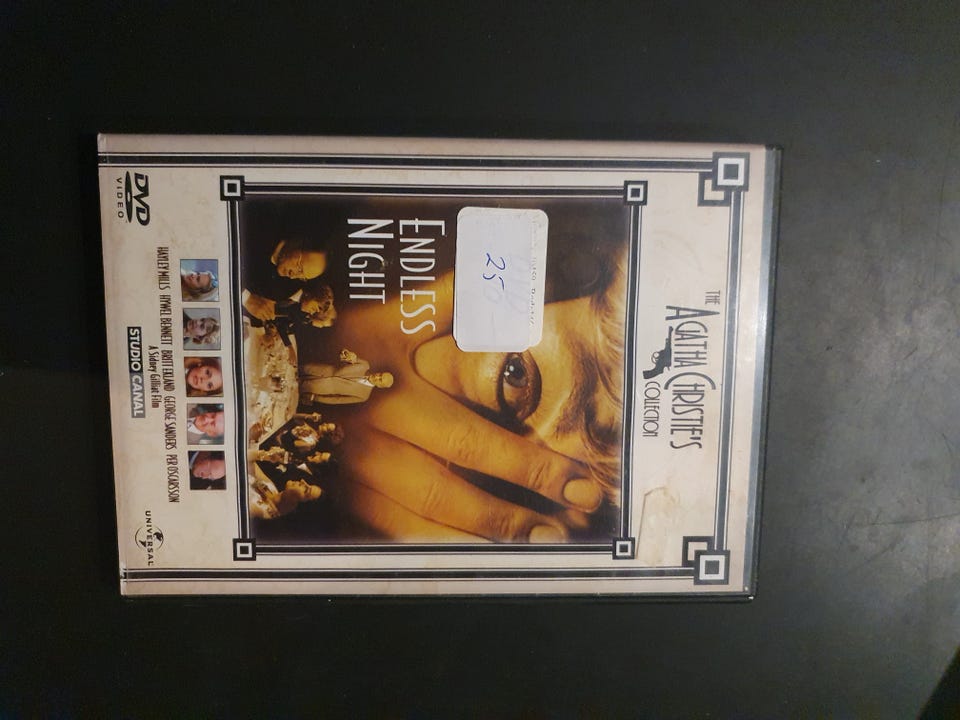 THE
AGATHA CHRISTIE'S
COLLECTION
250,-
ENDLESS
NIGHT
HAYLEY MILLS HYWEL BENNETT BRITT EKLAND GEORGE SANDERS PER OSCARSSON
A Sidney Gilliat Film
STUDIO CANAL
DVD
VIDEO
UNIVERSAL